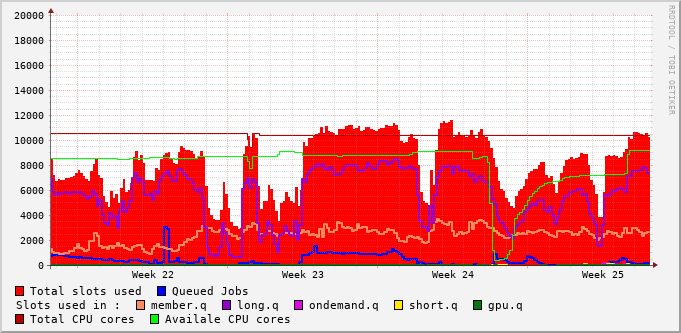 20000
18000
16000
14000
12000
10000
8000
6000
4000
2000
0
Week 22 Week 23 Week 24 Week 25
RRDTOOL / TOBI OETIKER
Total slots used Queued Jobs
Slots used in : member.q long.q ondemand.q short.q gpu.q
Total CPU cores Availale CPU cores